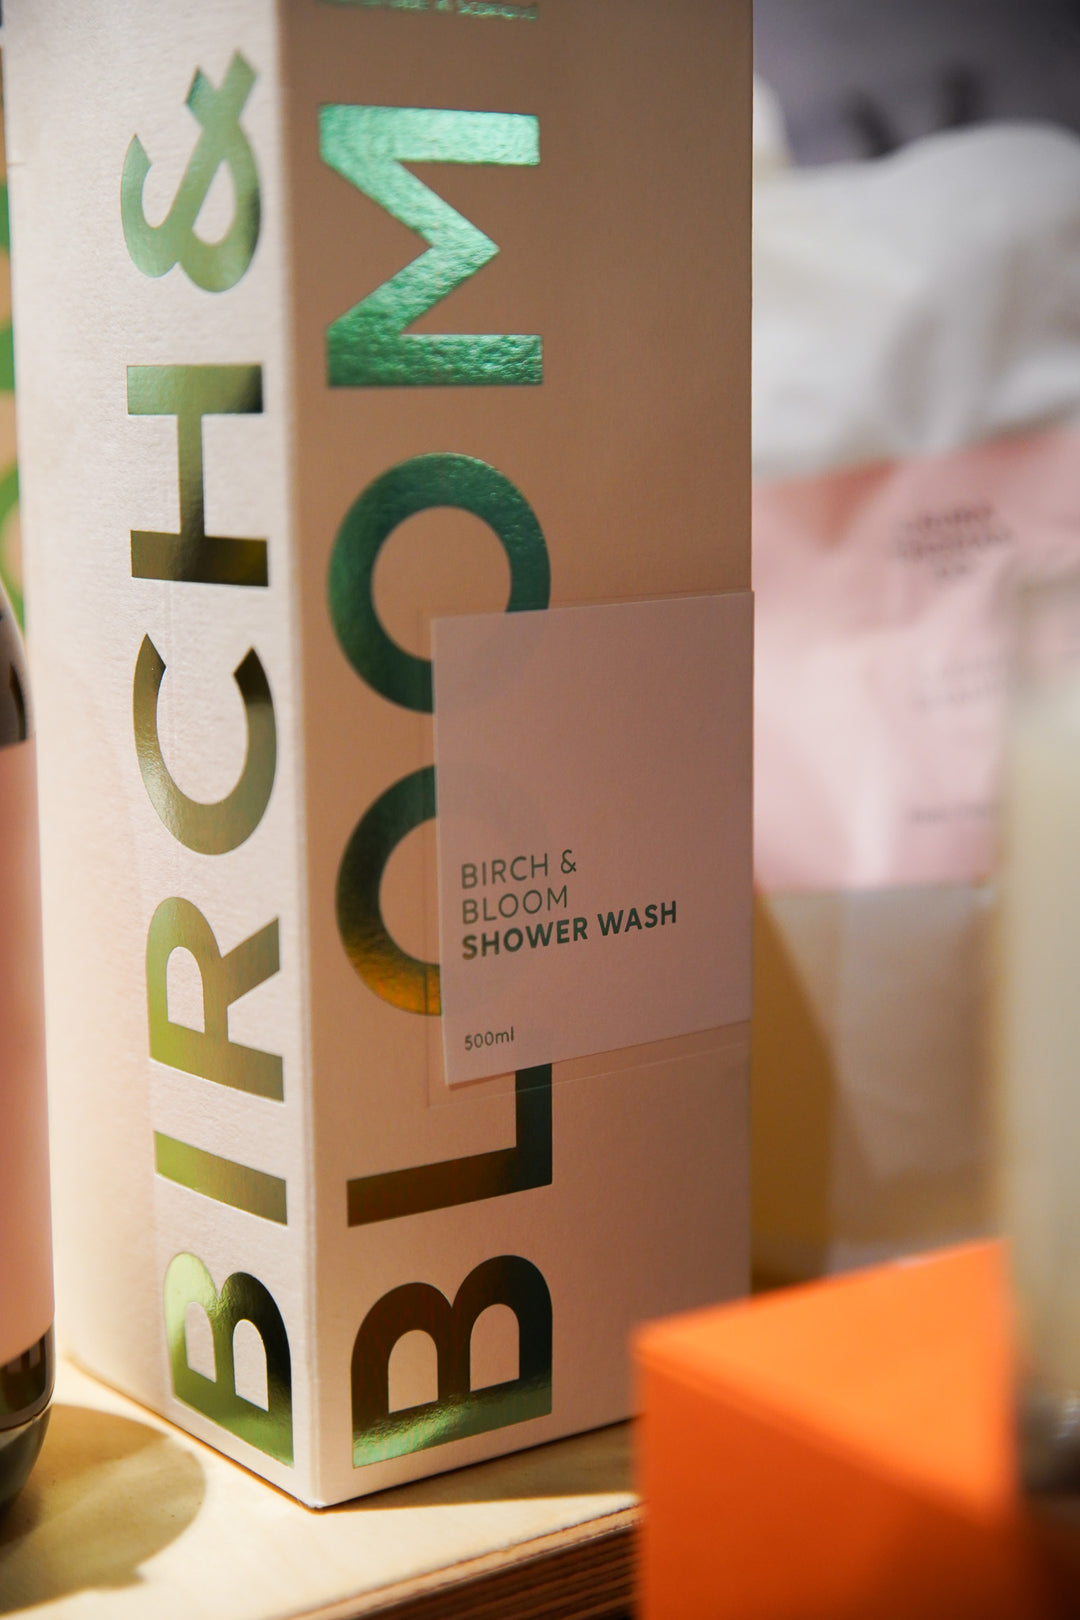 BIRCH &
BLOOM
BIRCH &
BLOOM
SHOWER WASH
500ml